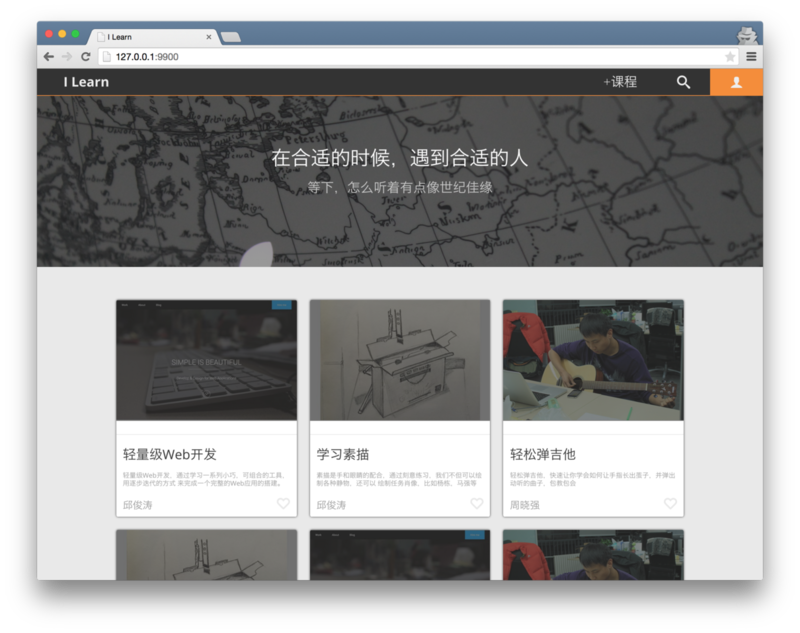 I Learn
127.0.0.1:9900
I Learn
+课程
在合适的时候，遇到合适的人
等下，怎么听着有点像世纪佳缘
SIMPLE IS BEAUTIFUL
轻量级Web开发
轻量级Web开发，通过学习一系列小巧，可组合的工具，
用逐步迭代的方式 来完成一个完整的Web应用的搭建。
邱俊涛
学习素描
素描是手和眼睛的配合，通过刻意练习，我们不但可以绘
制各种静物，还可以 绘制任务肖像，比如杨栋，马强等
邱俊涛
轻松弹吉他
轻松弹吉他，快速让你学会如何让手指长出茧子，并弹出
动听的曲子，包教包会
周晓强